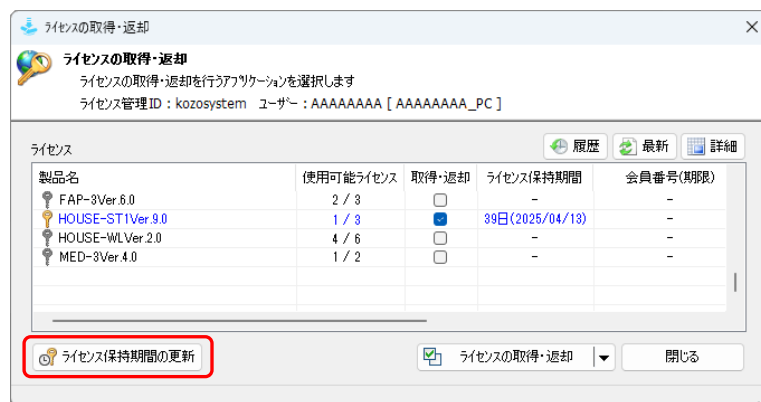 ライセンスの取得・返却
ライセンスの取得・返却
ライセンスの取得・返却を行うアプリケーションを選択します
ライセンス管理ID：kozosystem ユーザー：AAAAAAAA [ AAAAAAAA_PC ]
ライセンス 履歴 最新 詳細
製品名 使用可能ライセンス 取得・返却 ライセンス保持期間 会員番号(期限)
FAP-3Ver.6.0 2 / 3 - -
HOUSE-ST1Ver.9.0 1 / 3 39日(2025/04/13) -
HOUSE-WLVer.2.0 4 / 6 - -
MED-3Ver.4.0 1 / 2 - -
ライセンス保持期間の更新 ライセンスの取得・返却 閉じる